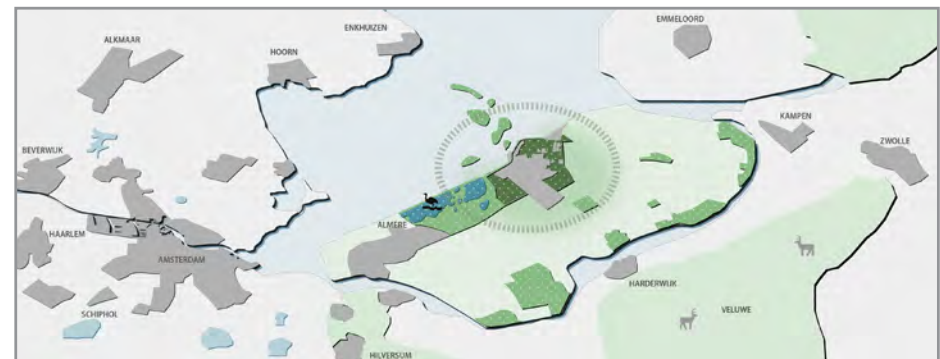 ENKHUIZEN
EMMELOORD
ALKMAAR
HOORN
KAMPEN
ZWOLLE
BEVERWIJK
ALMERE
HAARLEM
AMSTERDAM
HARDERWIJK
SCHIPHOL
VELUWE
HILVERSUM